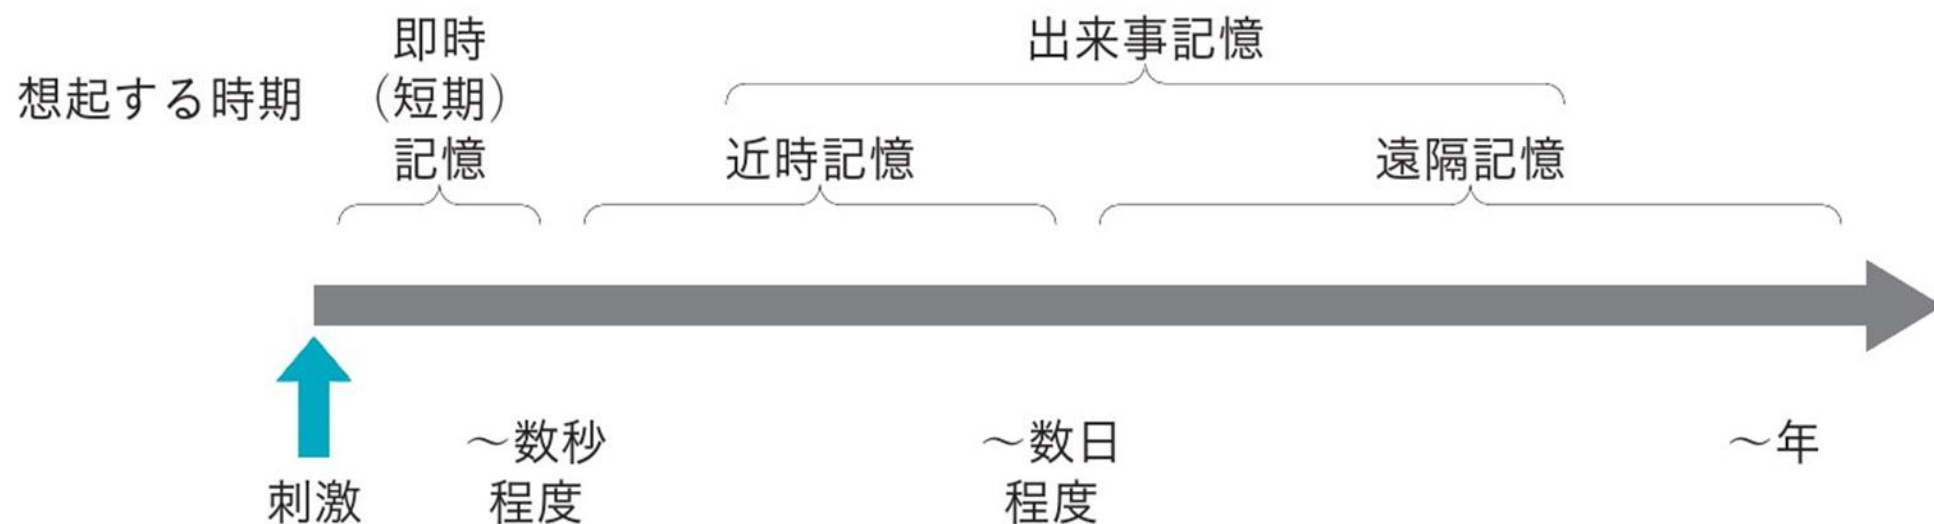 想起する時期
即時
（短期）
記憶
出来事記憶
近時記憶
遠隔記憶
刺激
～数秒
程度
～数日
程度
～年